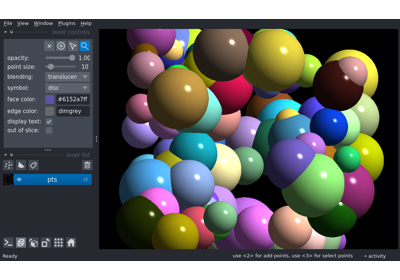 File View Window Plugins Help
layer controls
opacity: 1.00
point size: 10
blending: translucen
symbol: disc
face color: #6152a7ff
edge color: dimgrey
display text:
out of slice:
layer list
pts
Ready
use <2> for add points, use <3> for select points
activity